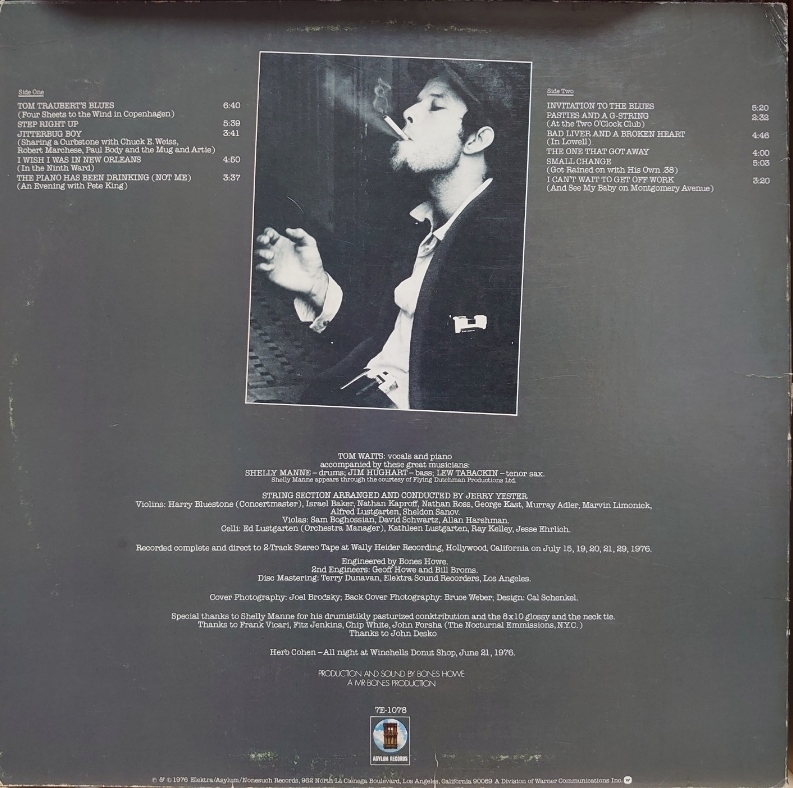 Side One
TOM TRAUBERT'S BLUES 6:40
(Four Sheets to the Wind in Copenhagen)
STEP RIGHT UP 5:39
JITTERBUG BOY 3:41
(Sharing a Curbstone with Chuck E. Weiss,
Robert Marchese, Paul Body and the Mug and Artie)
I WISH I WAS IN NEW ORLEANS 4:50
(In the Ninth Ward)
THE PIANO HAS BEEN DRINKING (NOT ME) 3:37
(An Evening with Pete King)
Side Two
INVITATION TO THE BLUES 5:20
PASTIES AND A G-STRING 2:32
(At the Two O'Clock Club)
BAD LIVER AND A BROKEN HEART 4:46
(In Lowell)
THE ONE THAT GOT AWAY 4:00
SMALL CHANGE 5:03
(Got Rained on with His Own .38)
I CAN'T WAIT TO GET OFF WORK 3:20
(And See My Baby on Montgomery Avenue)
TOM WAITS: vocals and piano
accompanied by these great musicians:
SHELLY MANNE – drums; JIM HUGHART – bass; LEW TABACKIN – tenor sax.
Shelly Manne appears through the courtesy of Flying Dutchman Productions Ltd.
STRING SECTION ARRANGED AND CONDUCTED BY JERRY YESTER
Violins: Harry Bluestone (Concertmaster), Israel Baker, Nathan Kaproff, Nathan Ross, George Kast, Murray Adler, Marvin Limonick,
Alfred Lustgarten, Sheldon Sanov.
Violas: Sam Boghossian, David Schwartz, Allan Harshman.
Celli: Ed Lustgarten (Orchestra Manager), Kathleen Lustgarten, Ray Kelley, Jesse Ehrlich.
Recorded complete and direct to 2-Track Stereo Tape at Wally Heider Recording, Hollywood, California on July 15, 19, 20, 21, 29, 1976.
Engineered by Bones Howe.
2nd Engineers: Geoff Howe and Bill Broms.
Disc Mastering: Terry Dunavan, Elektra Sound Recorders, Los Angeles.
Cover Photography: Joel Brodsky; Back Cover Photography: Bruce Weber; Design: Cal Schenkel.
Special thanks to Shelly Manne for his drumistikly pasturized conktribution and the 8x10 glossy and the neck tie.
Thanks to Frank Vicari, Fitz Jenkins, Chip White, John Forsha (The Nocturnal Emmissions, N.Y.C.)
Thanks to John Desko
Herb Cohen – All night at Winchells Donut Shop, June 21, 1976.
PRODUCTION AND SOUND BY BONES HOWE
A MR BONES PRODUCTION
7E-1078
ASYLUM RECORDS
℗ & © 1976 Elektra/Asylum/Nonesuch Records, 962 North La Cienega Boulevard, Los Angeles, California 90069 A Division of Warner Communications Inc.